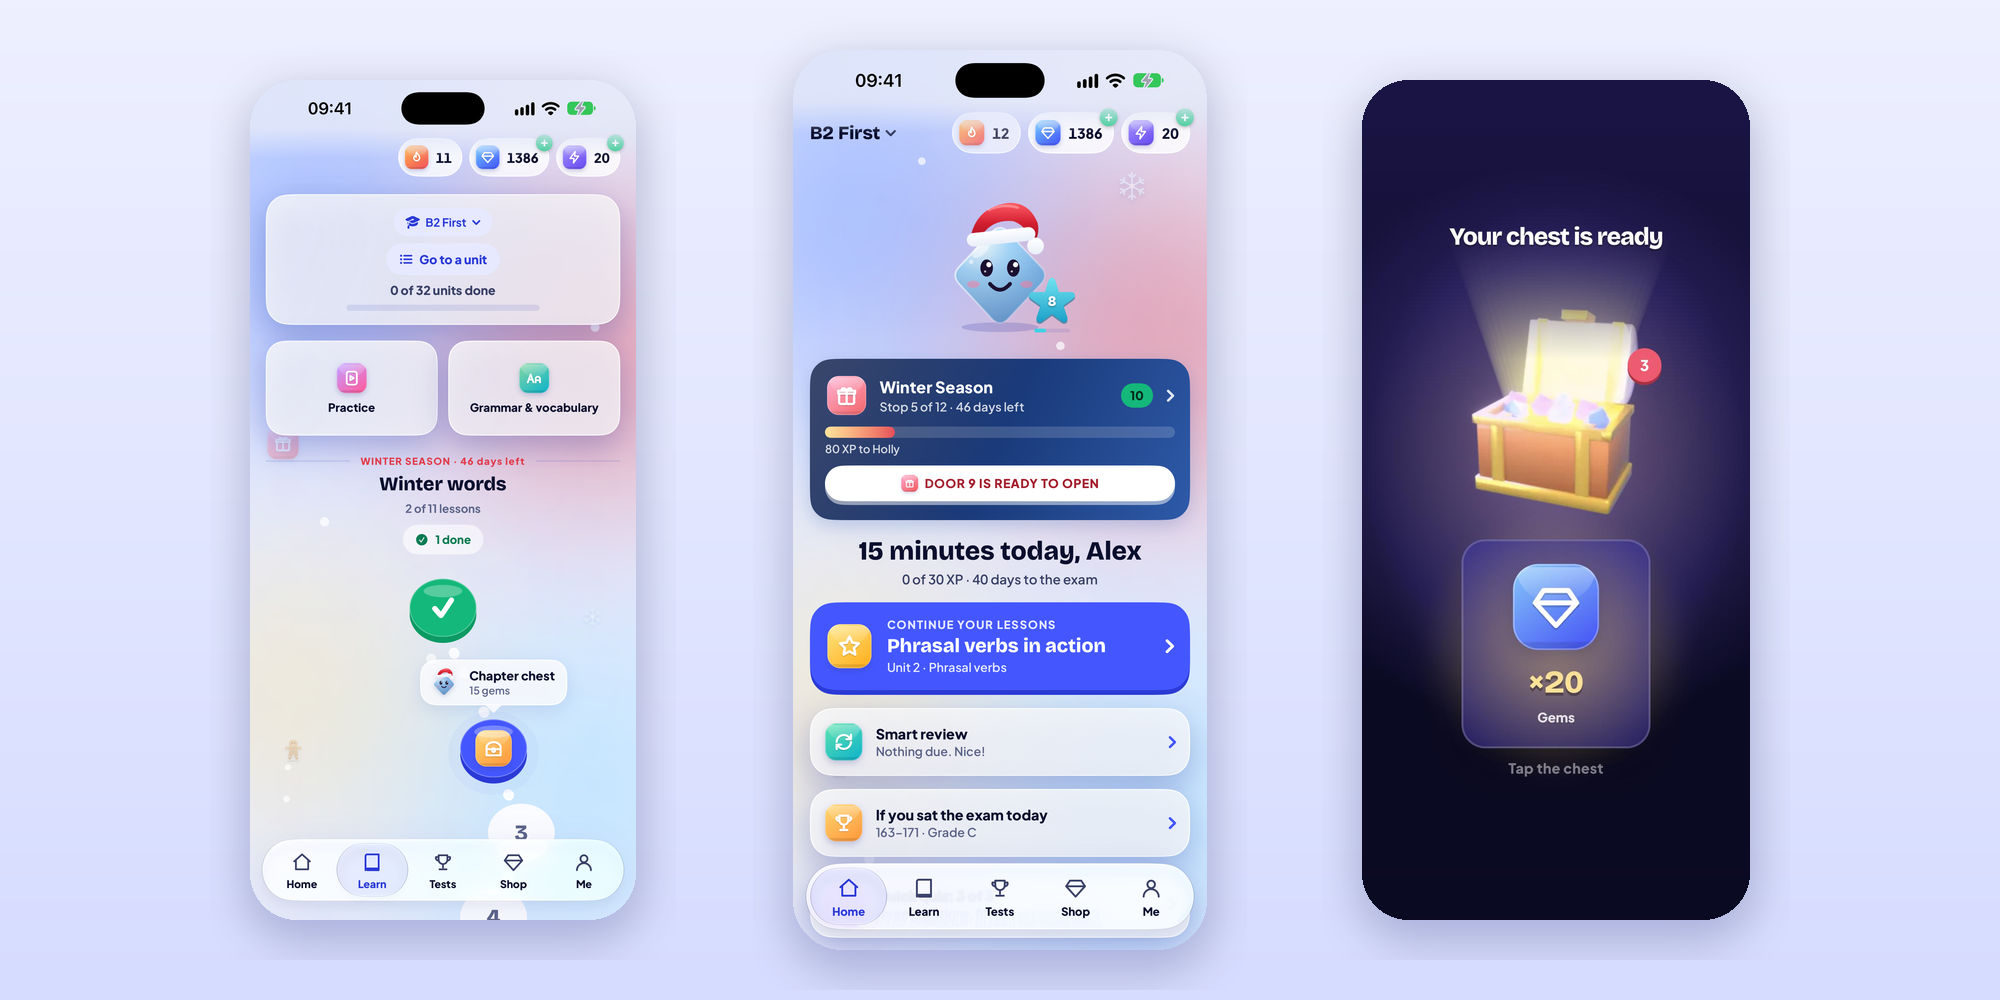 09:41
11
1386
20
B2 First
Go to a unit
0 of 32 units done
Practice
Grammar & vocabulary
WINTER SEASON · 46 days left
Winter words
2 of 11 lessons
1 done
Chapter chest
15 gems
3
4
Home
Learn
Tests
Shop
Me
09:41
B2 First
12
1386
20
8
Winter Season
Stop 5 of 12 · 46 days left
10
80 XP to Holly
DOOR 9 IS READY TO OPEN
15 minutes today, Alex
0 of 30 XP · 40 days to the exam
CONTINUE YOUR LESSONS
Phrasal verbs in action
Unit 2 · Phrasal verbs
Smart review
Nothing due. Nice!
If you sat the exam today
163–171 · Grade C
Home
Learn
Tests
Shop
Me
Your chest is ready
3
×20
Gems
Tap the chest